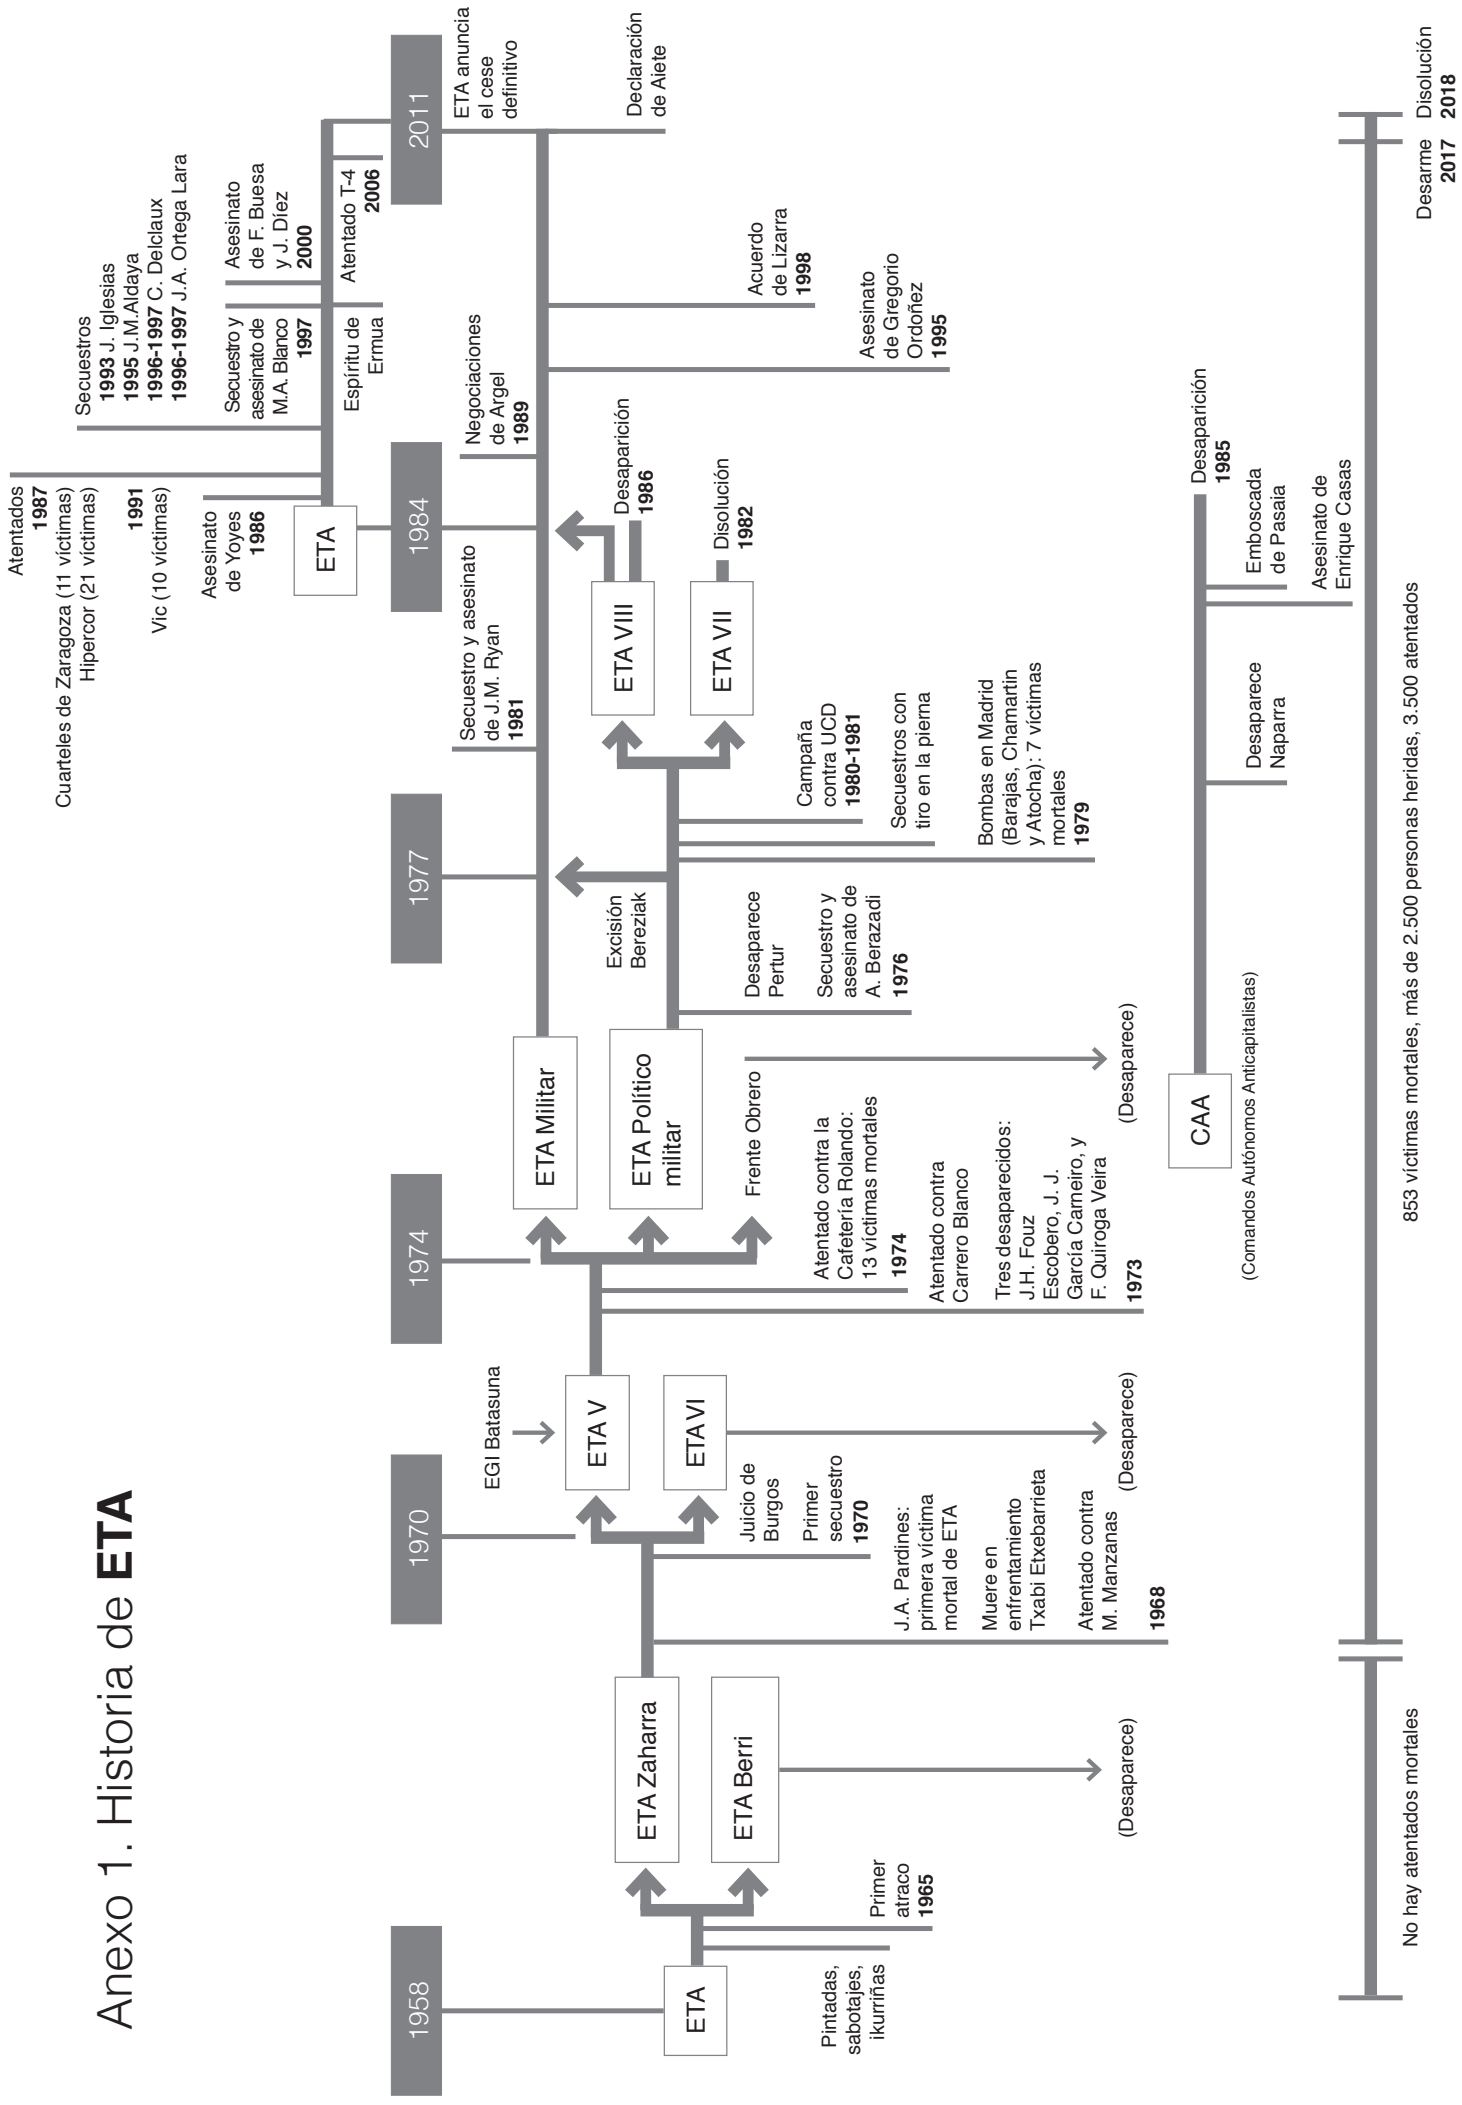 Anexo 1. Historia de ETA
1958
1970
1974
1977
1984
2011
Atentados
1987
Cuarteles de Zaragoza (11 víctimas)
Hipercor (21 víctimas)
1991
Vic (10 víctimas)
Asesinato
de Yoyes
1986
ETA
Secuestros
1993 J. Iglesias
1995 J.M.Aldaya
1996-1997 C. Delclaux
1996-1997 J.A. Ortega Lara
Secuestro y
asesinato de
M.A. Blanco
1997
Espíritu de
Ermua
Asesinato
de F. Buesa
y J. Díez
2000
Atentado T-4
2006
ETA anuncia
el cese
definitivo
Declaración
de Aiete
ETA
Pintadas,
sabotajes,
ikurriñas
Primer
atraco
1965
ETA Zaharra
ETA Berri
(Desaparece)
J.A. Pardines:
primera víctima
mortal de ETA
Muere en
enfrentamiento
Txabi Etxebarrieta
Atentado contra
M. Manzanas
1968
Juicio de
Burgos
Primer
secuestro
1970
EGI Batasuna
ETA V
ETA VI
(Desaparece)
Atentado contra la
Cafetería Rolando:
13 víctimas mortales
1974
Atentado contra
Carrero Blanco
Tres desaparecidos:
J.H. Fouz
Escobero, J. J.
García Carneiro, y
F. Quiroga Veira
1973
ETA Militar
ETA Político
militar
Frente Obrero
(Desaparece)
Desaparece
Pertur
Secuestro y
asesinato de
A. Berazadi
1976
Excisión
Bereziak
Campaña
contra UCD
1980-1981
Secuestros con
tiro en la pierna
Bombas en Madrid
(Barajas, Chamartin
y Atocha): 7 víctimas
mortales
1979
Secuestro y asesinato
de J.M. Ryan
1981
ETA VIII
Desaparición
1986
ETA VII
Disolución
1982
Negociaciones
de Argel
1989
Acuerdo
de Lizarra
1998
Asesinato
de Gregorio
Ordoñez
1995
CAA
(Comandos Autónomos Anticapitalistas)
Desaparece
Naparra
Emboscada
de Pasaia
Asesinato de
Enrique Casas
Desaparición
1985
No hay atentados mortales
853 víctimas mortales, más de 2.500 personas heridas, 3.500 atentados
Desarme
2017
Disolución
2018